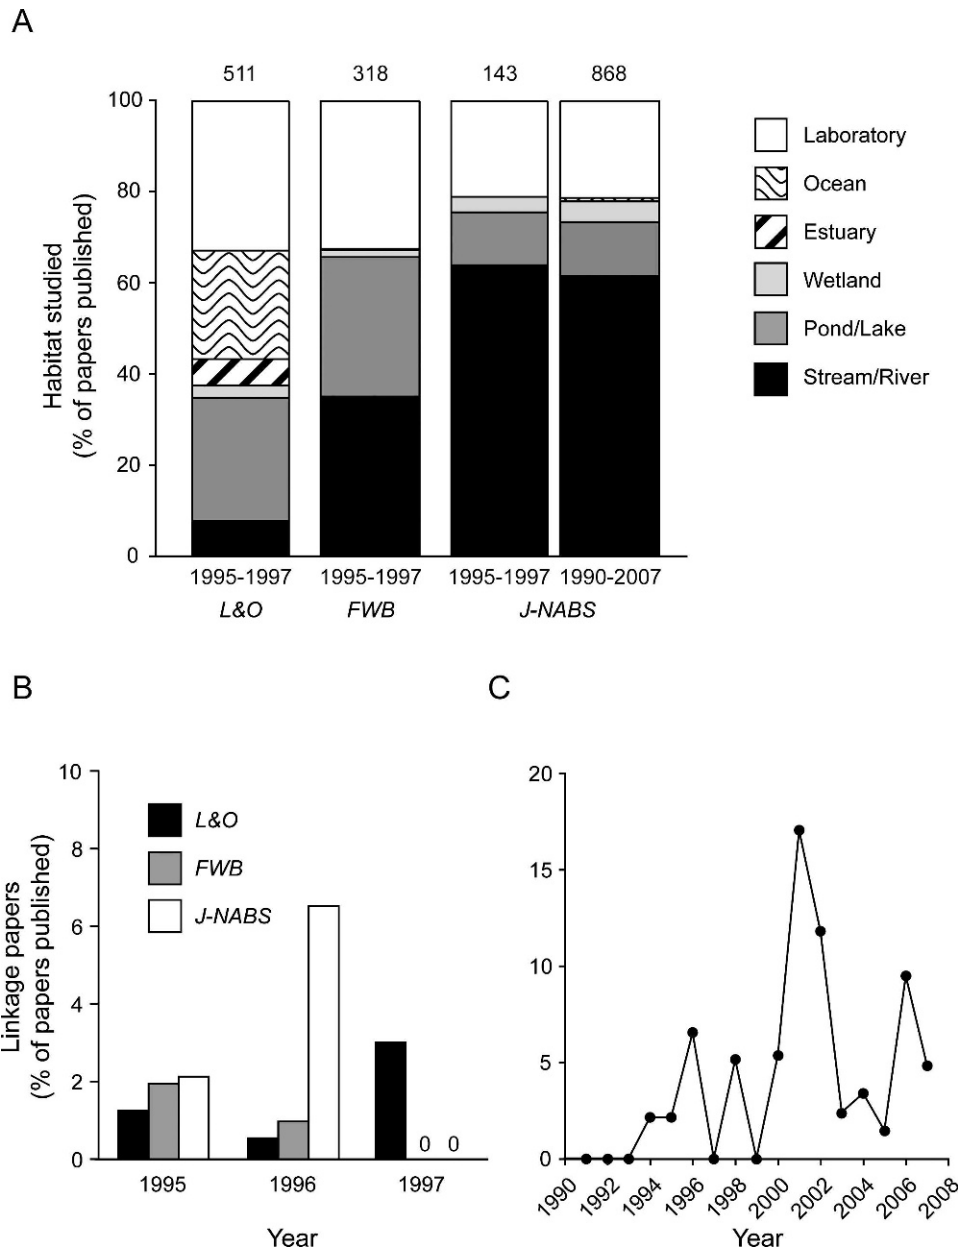 A
511 318 143 868
100
80
60
40
20
0
Habitat studied
(% of papers published)
Laboratory
Ocean
Estuary
Wetland
Pond/Lake
Stream/River
1995-1997 1995-1997 1995-1997 1990-2007
L&O FWB J-NABS
B
10
8
6
4
2
0
Linkage papers
(% of papers published)
L&O
FWB
J-NABS
0 0
1995 1996 1997
Year
C
20
15
10
5
0
1990 1992 1994 1996 1998 2000 2002 2004 2006 2008
Year